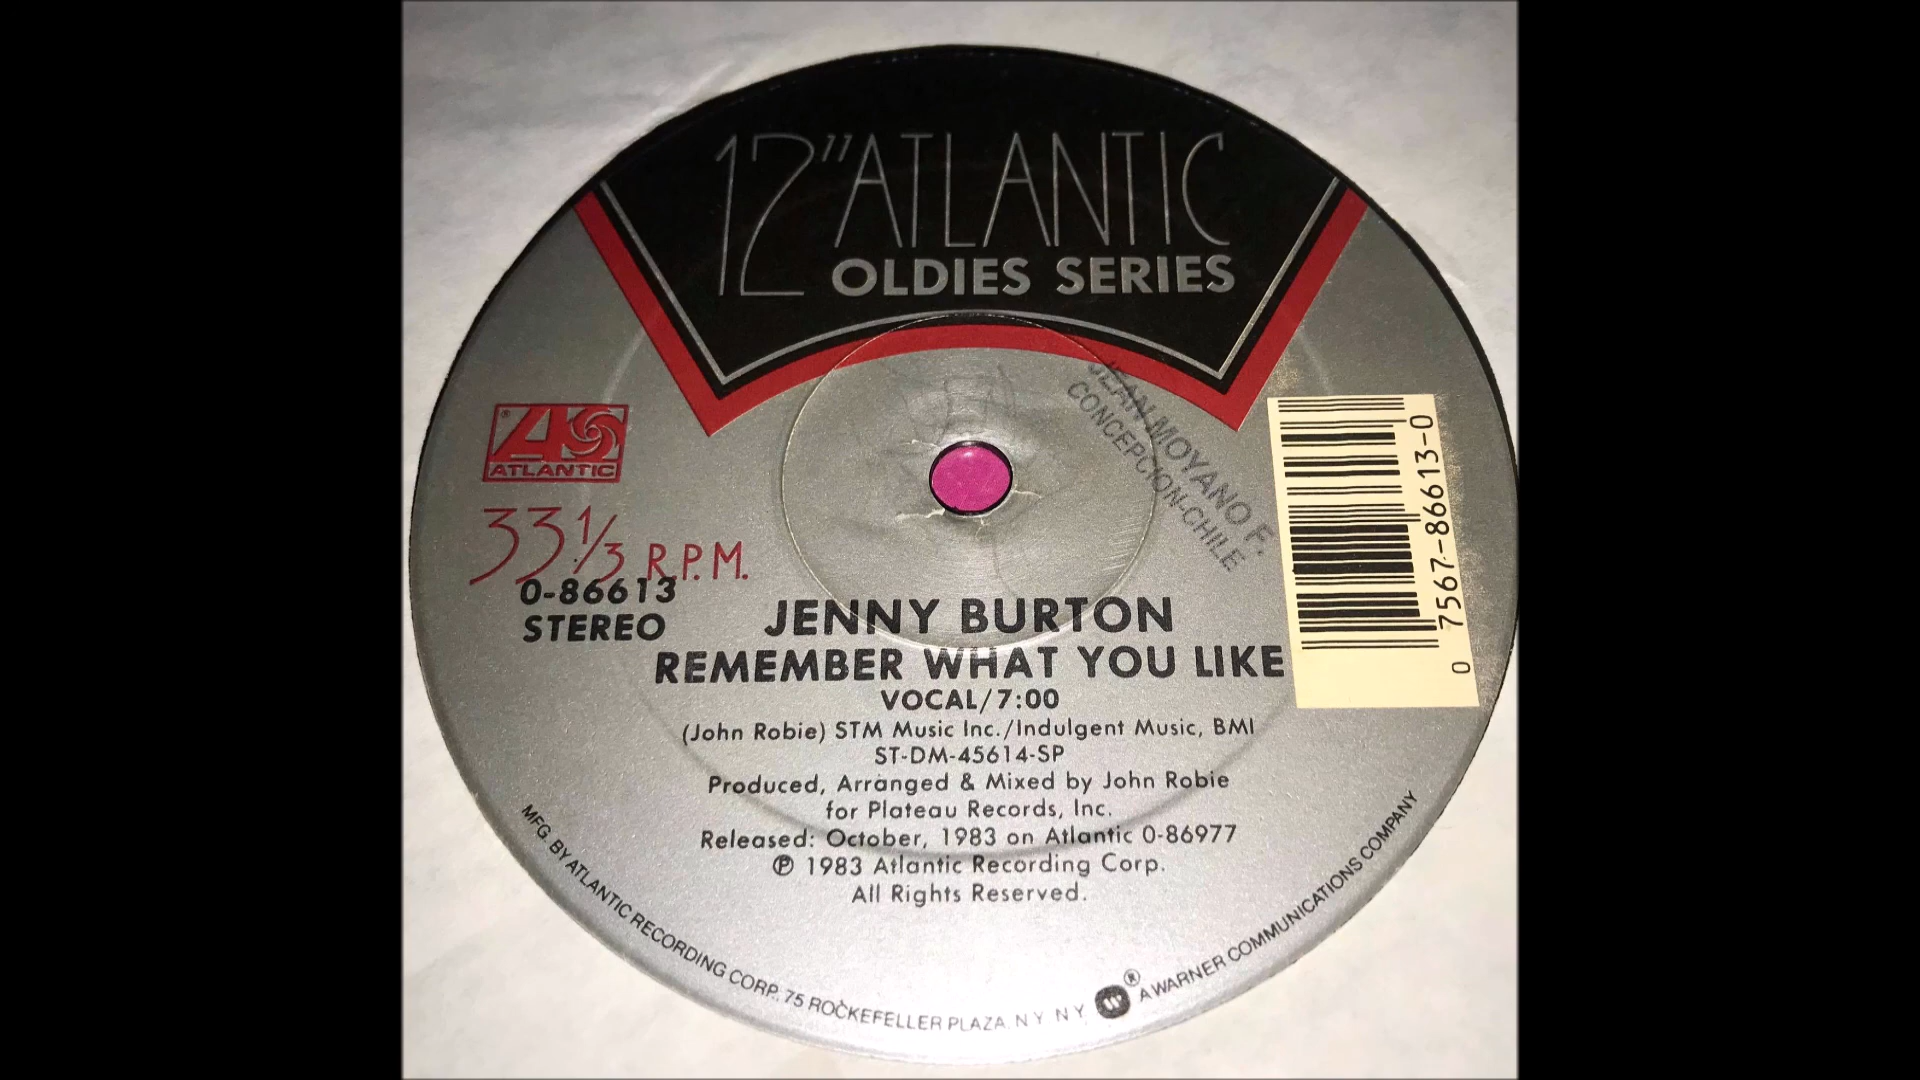 12" ATLANTIC
OLDIES SERIES
JEAN MOYANO F.
CONCEPCION-CHILE
® ATLANTIC
33 1/3 R.P.M.
0-86613
STEREO
0 7567-86613-0
JENNY BURTON
REMEMBER WHAT YOU LIKE
VOCAL/7:00
(John Robie) STM Music Inc./Indulgent Music, BMI
ST-DM-45614-SP
Produced, Arranged & Mixed by John Robie
for Plateau Records, Inc.
Released: October, 1983 on Atlantic 0-86977
℗ 1983 Atlantic Recording Corp.
All Rights Reserved.
MFG. BY ATLANTIC RECORDING CORP. 75 ROCKEFELLER PLAZA. N Y N Y. ® A WARNER COMMUNICATIONS COMPANY